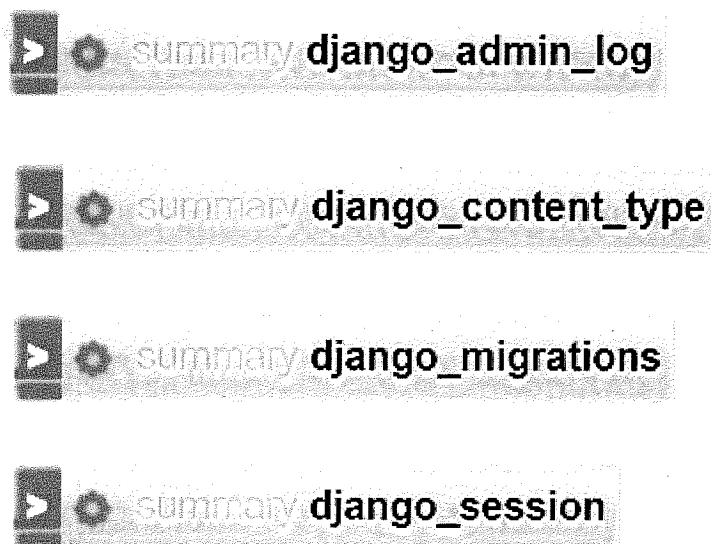 > summary django_admin_log
> summary django_content_type
> summary django_migrations
> summary django_session